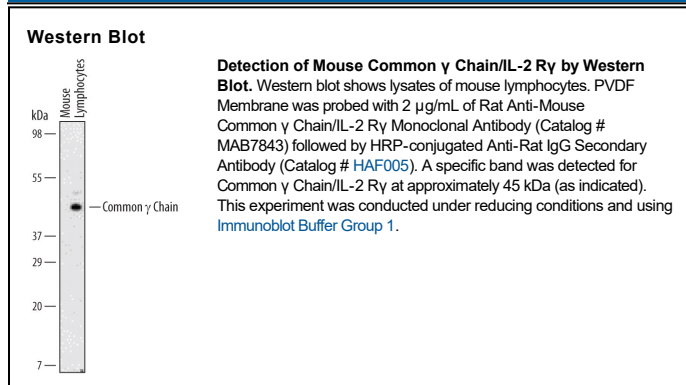 Western Blot
Detection of Mouse Common γ Chain/IL-2 Rγ by Western
Blot. Western blot shows lysates of mouse lymphocytes. PVDF
Membrane was probed with 2 µg/mL of Rat Anti-Mouse
Common γ Chain/IL-2 Rγ Monoclonal Antibody (Catalog #
MAB7843) followed by HRP-conjugated Anti-Rat IgG Secondary
Antibody (Catalog # HAF005). A specific band was detected for
Common γ Chain/IL-2 Rγ at approximately 45 kDa (as indicated).
This experiment was conducted under reducing conditions and using
Immunoblot Buffer Group 1.
Mouse
Lymphocytes
kDa
98
55
Common γ Chain
37
29
20
7